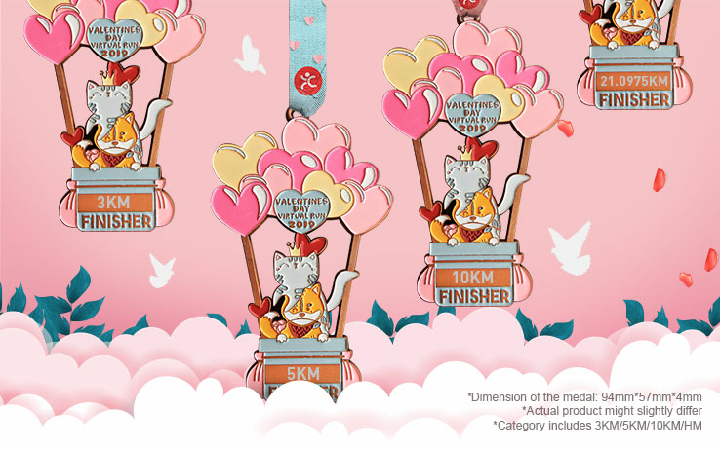 VALENTINES
DAY
VIRTUAL RUN
2019
3KM
FINISHER
VALENTINES
DAY
VIRTUAL RUN
2019
5KM
FINISHER
VALENTINES
DAY
VIRTUAL RUN
2019
10KM
FINISHER
21.0975KM
FINISHER
*Dimension of the medal: 94mm*57mm*4mm
*Actual product might slightly differ
*Category includes 3KM/5KM/10KM/HM